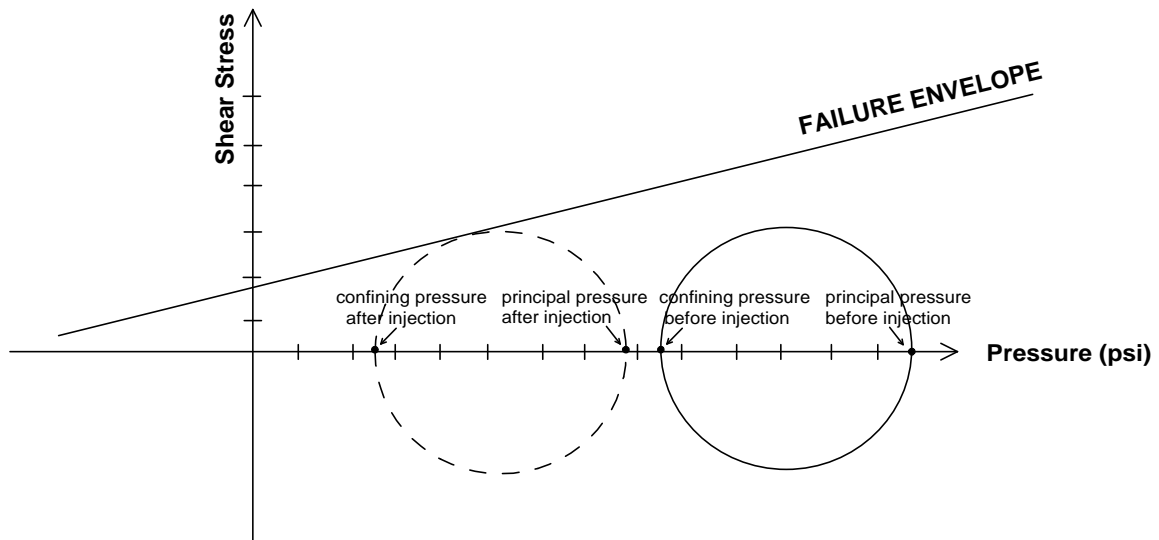 Shear Stress
FAILURE ENVELOPE
confining pressure
after injection
principal pressure
after injection
confining pressure
before injection
principal pressure
before injection
Pressure (psi)